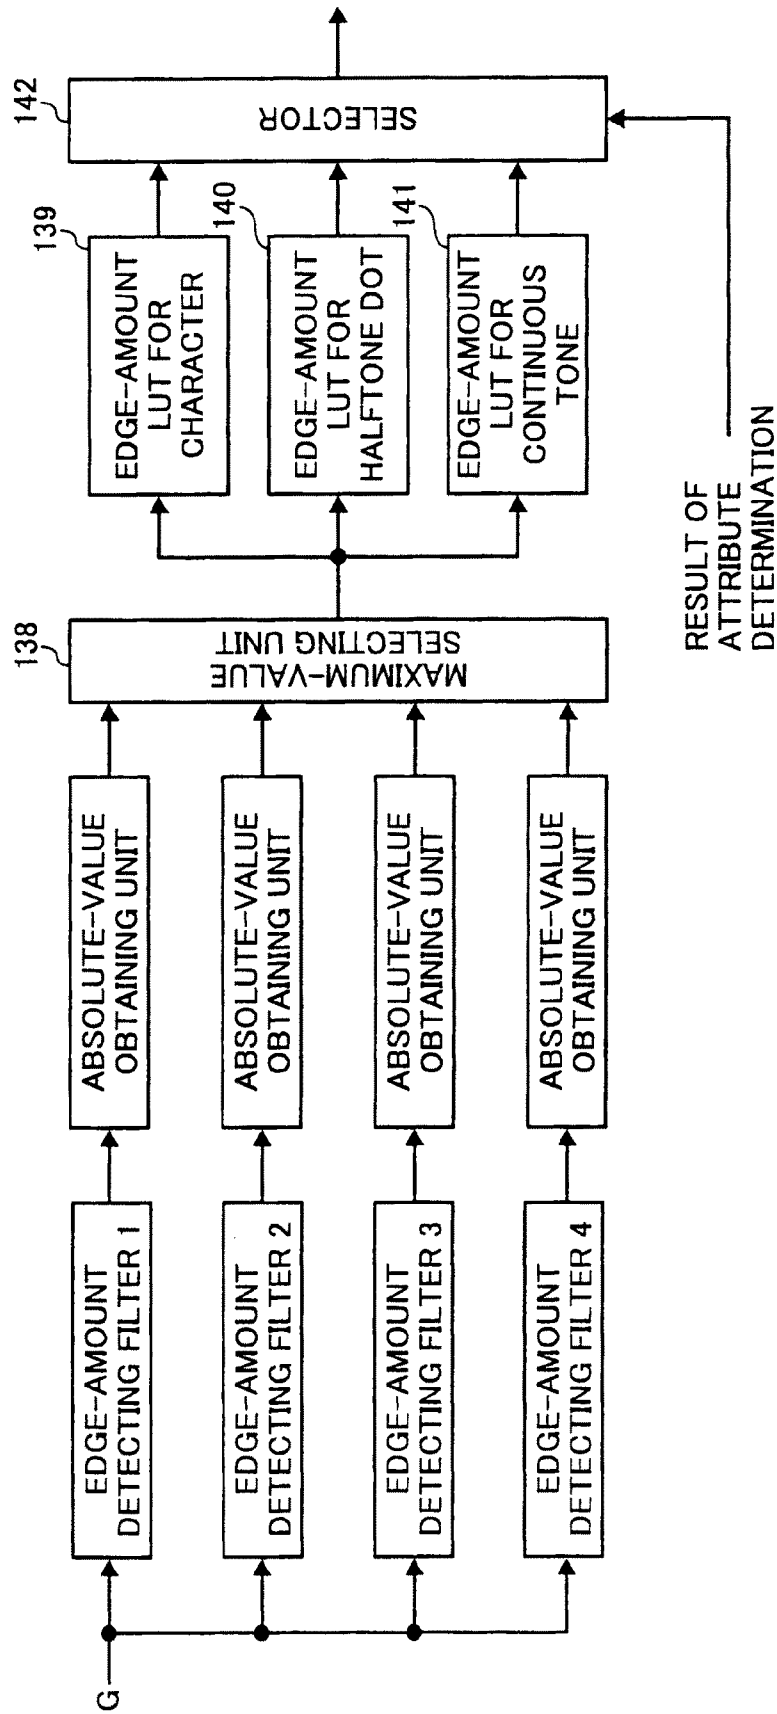 G
EDGE-AMOUNT
DETECTING FILTER 1
EDGE-AMOUNT
DETECTING FILTER 2
EDGE-AMOUNT
DETECTING FILTER 3
EDGE-AMOUNT
DETECTING FILTER 4
ABSOLUTE-VALUE
OBTAINING UNIT
ABSOLUTE-VALUE
OBTAINING UNIT
ABSOLUTE-VALUE
OBTAINING UNIT
ABSOLUTE-VALUE
OBTAINING UNIT
138
MAXIMUM-VALUE
SELECTING UNIT
139
EDGE-AMOUNT
LUT FOR
CHARACTER
140
EDGE-AMOUNT
LUT FOR
HALFTONE DOT
141
EDGE-AMOUNT
LUT FOR
CONTINUOUS
TONE
142
SELECTOR
RESULT OF
ATTRIBUTE
DETERMINATION